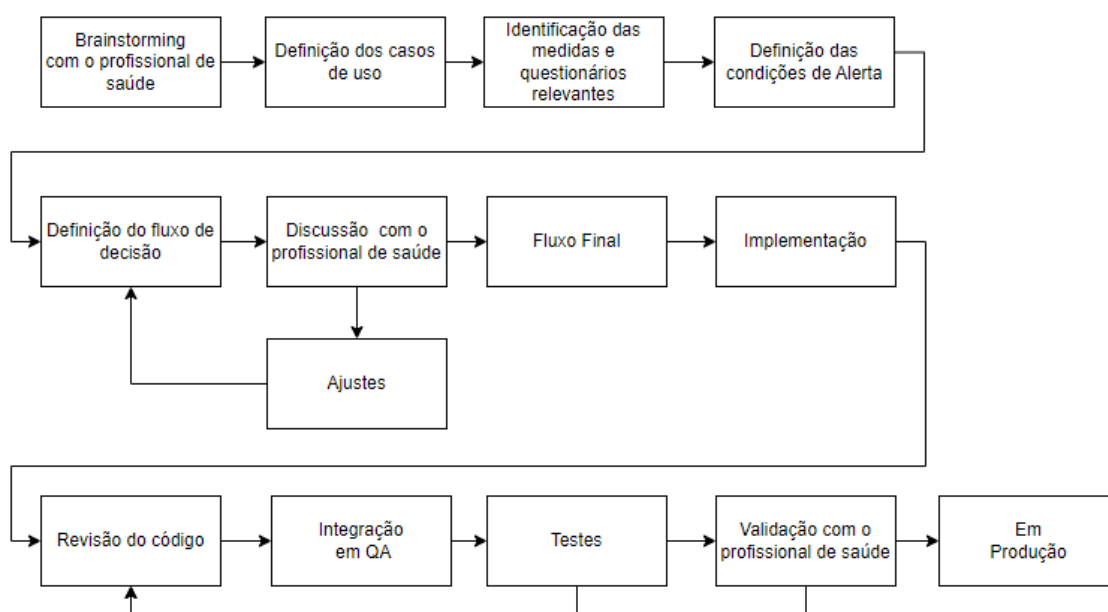 Brainstorming
com o profissional de
saúde
Definição dos casos
de uso
Identificação das
medidas e
questionários
relevantes
Definição das
condições de Alerta
Definição do fluxo de
decisão
Discussão com o
profissional de saúde
Fluxo Final
Implementação
Ajustes
Revisão do código
Integração
em QA
Testes
Validação com o
profissional de saúde
Em
Produção